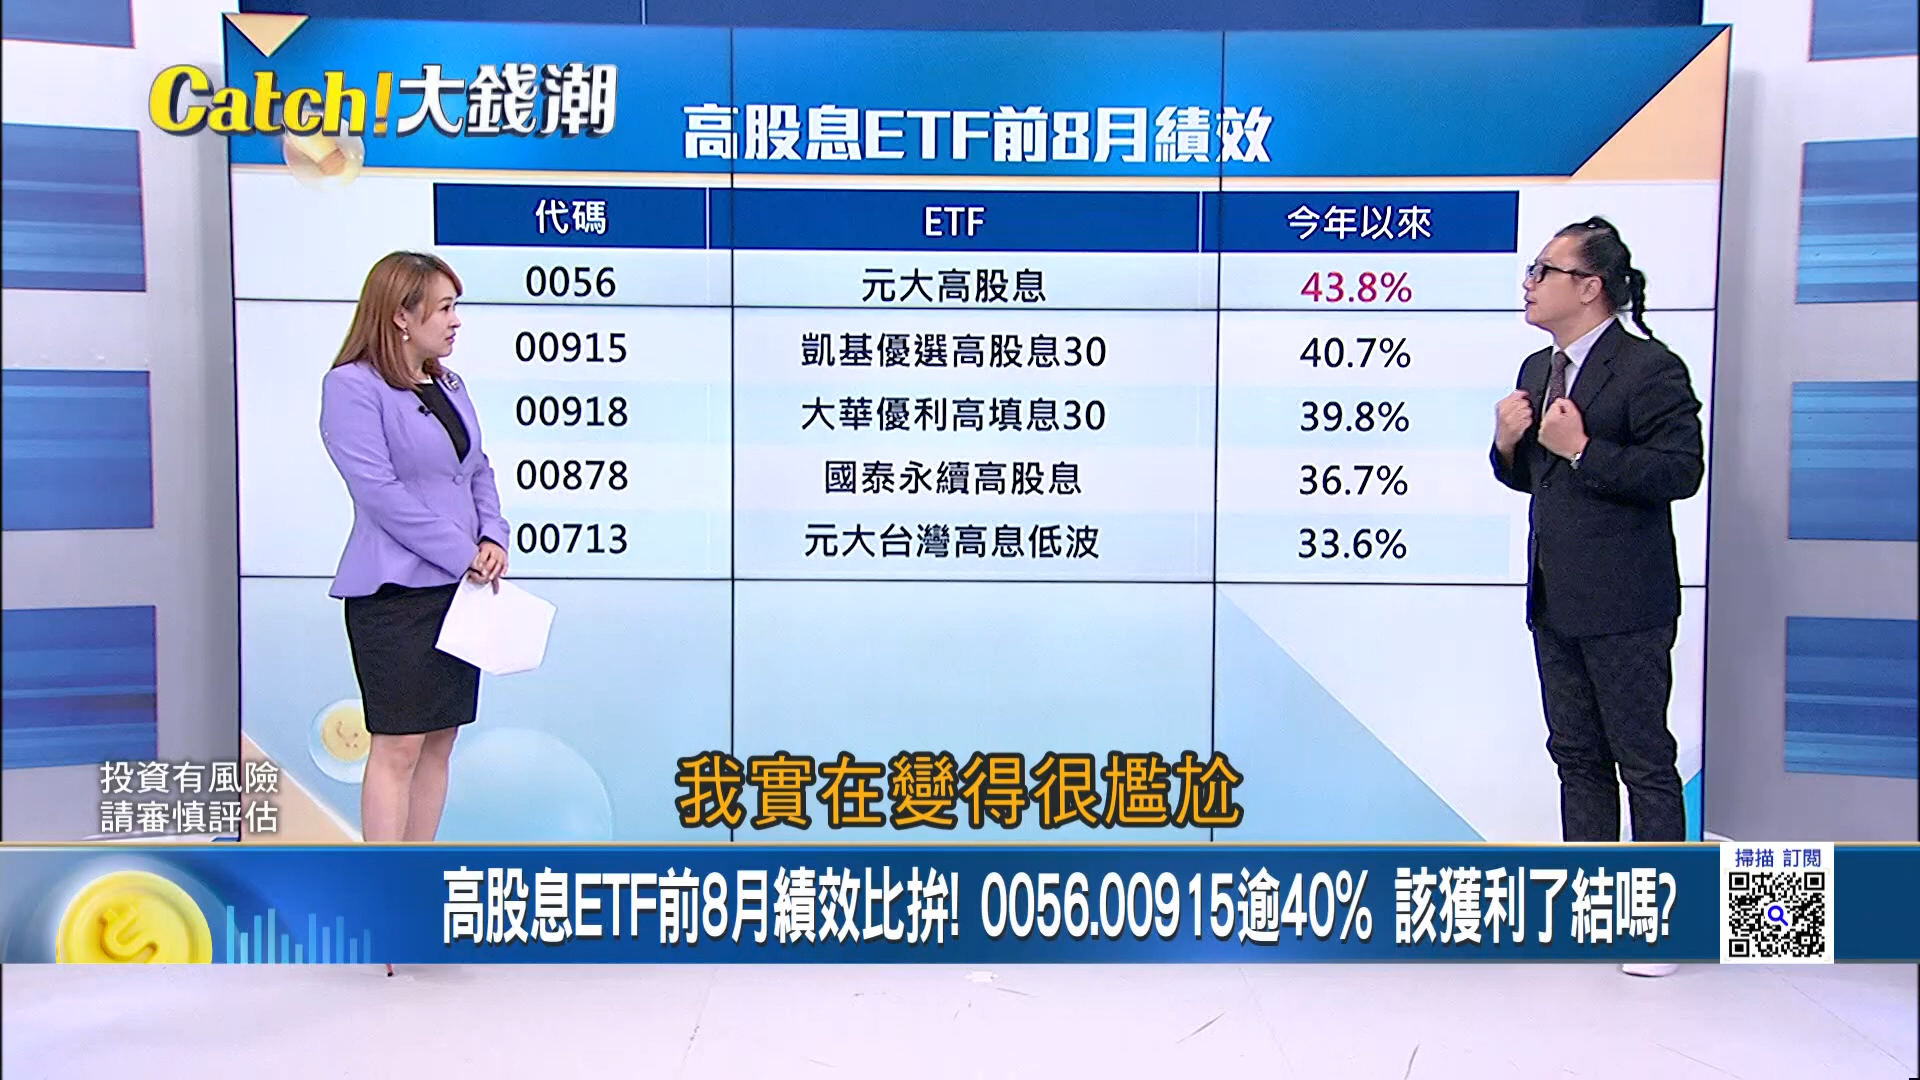 Catch!大錢潮
高股息ETF前8月績效
代碼 ETF 今年以來
0056 元大高股息 43.8%
00915 凱基優選高股息30 40.7%
00918 大華優利高填息30 39.8%
00878 國泰永續高股息 36.7%
00713 元大台灣高息低波 33.6%
我實在變得很尷尬
投資有風險
請審慎評估
高股息ETF前8月績效比拚! 0056.00915逾40% 該獲利了結嗎?
掃描 訂閱